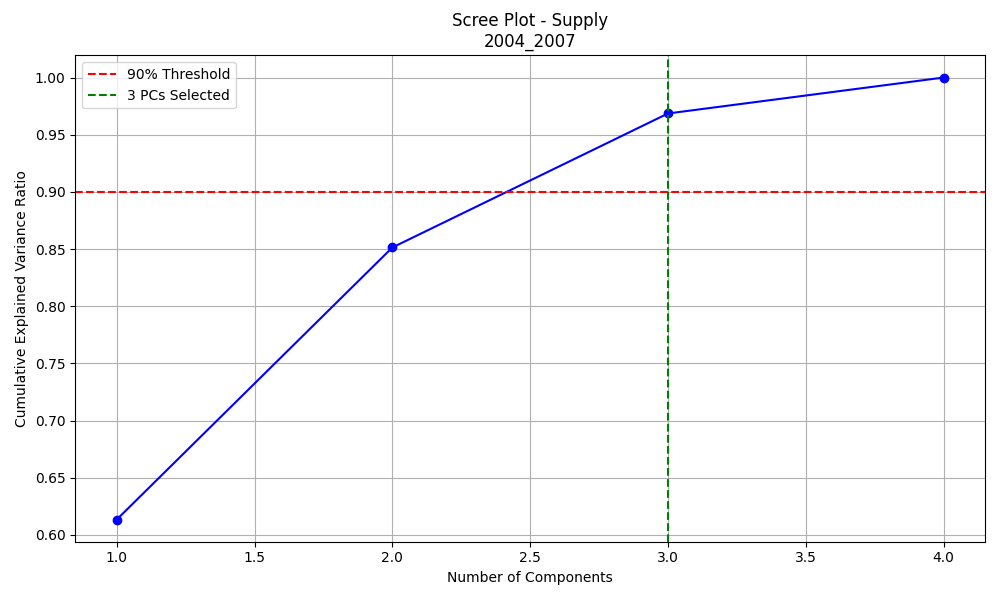 Scree Plot - Supply
2004_2007
90% Threshold
3 PCs Selected
Cumulative Explained Variance Ratio
1.00
0.95
0.90
0.85
0.80
0.75
0.70
0.65
0.60
1.0 1.5 2.0 2.5 3.0 3.5 4.0
Number of Components